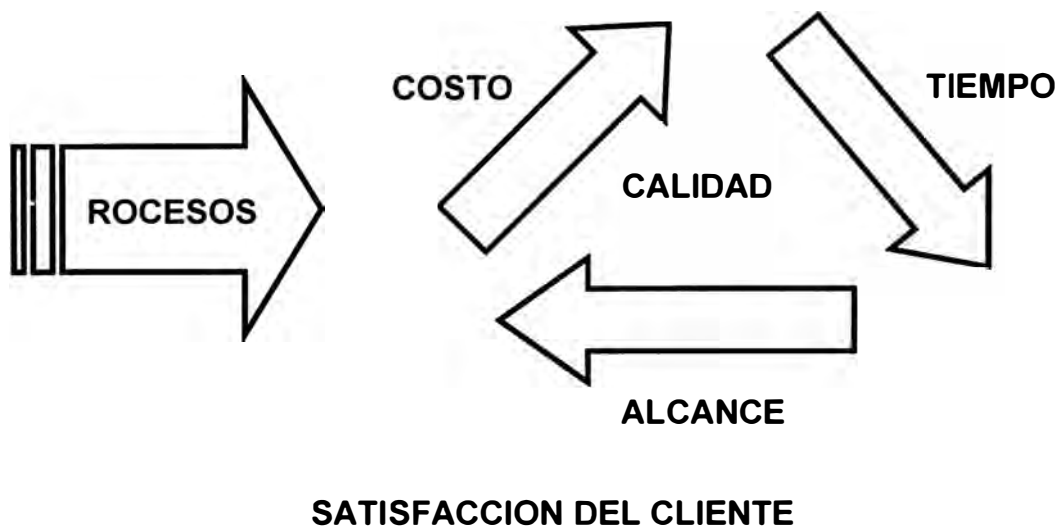 COSTO
TIEMPO
ROCESOS
CALIDAD
ALCANCE
SATISFACCION DEL CLIENTE